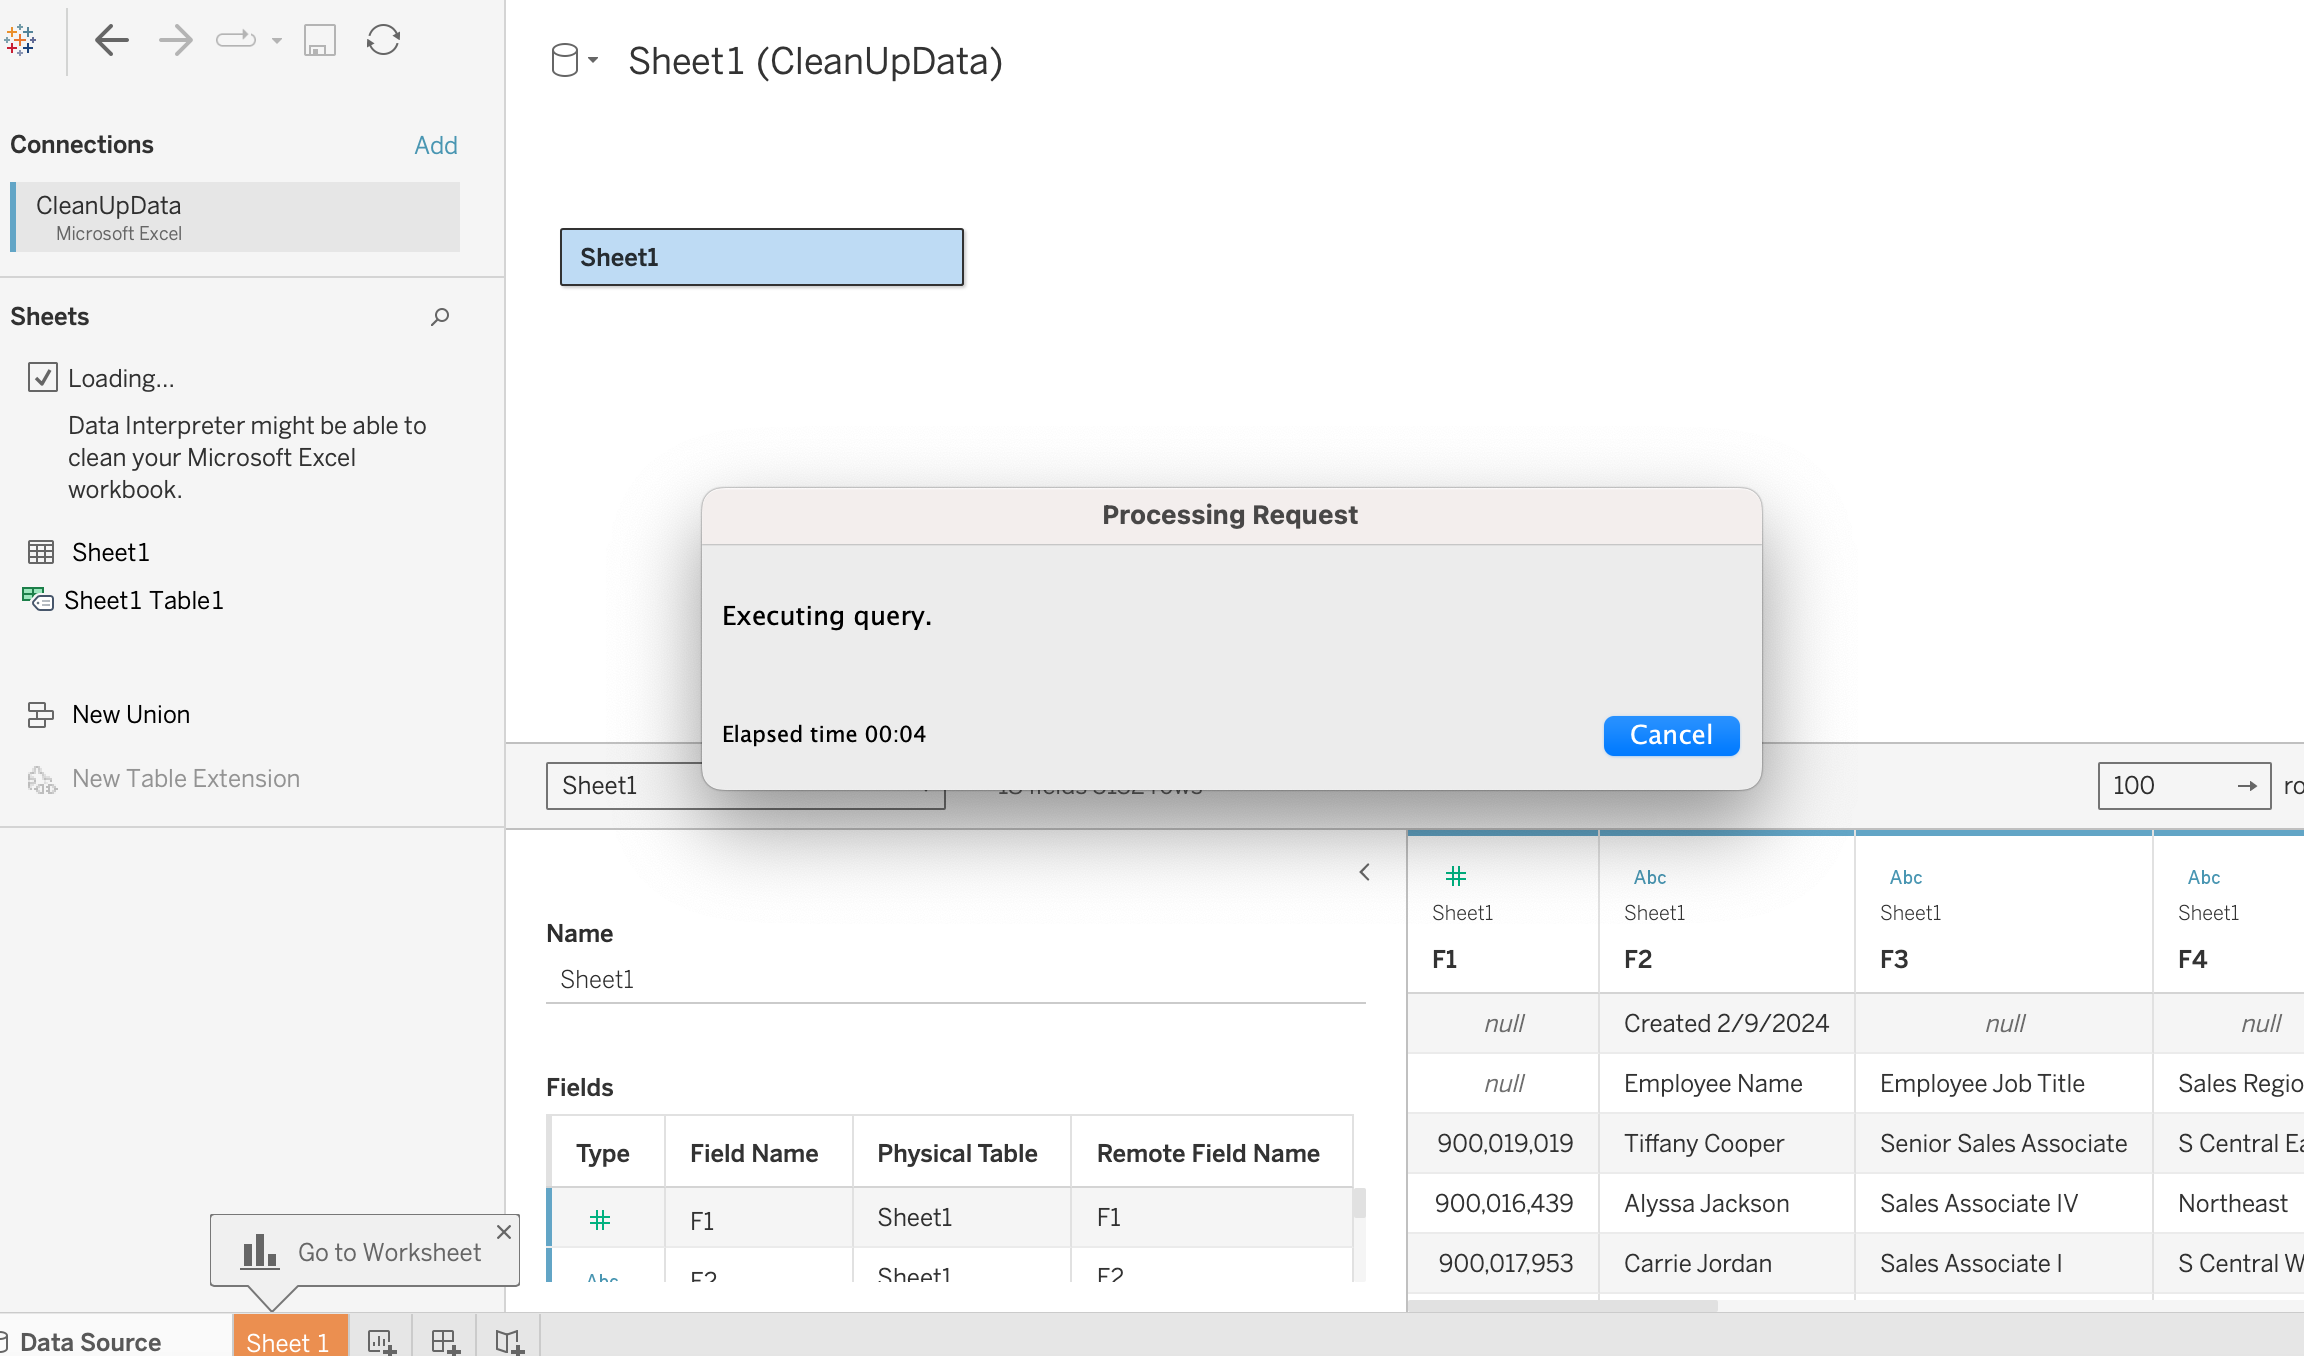 Sheet1 (CleanUpData)
Connections
Add
CleanUpData
Microsoft Excel
Sheet1
Sheets
Loading...
Data Interpreter might be able to
clean your Microsoft Excel
workbook.
Sheet1
Sheet1 Table1
New Union
New Table Extension
Processing Request
Executing query.
Elapsed time 00:04
Cancel
Sheet1
100
Name
Sheet1
Fields
Type Field Name Physical Table Remote Field Name
# F1 Sheet1 F1
Abc F2 Sheet1 F2
# Abc Abc Abc
Sheet1 Sheet1 Sheet1 Sheet1
F1 F2 F3 F4
null Created 2/9/2024 null null
null Employee Name Employee Job Title Sales Regio
900,019,019 Tiffany Cooper Senior Sales Associate S Central Ea
900,016,439 Alyssa Jackson Sales Associate IV Northeast
900,017,953 Carrie Jordan Sales Associate I S Central W
Go to Worksheet
Data Source Sheet 1